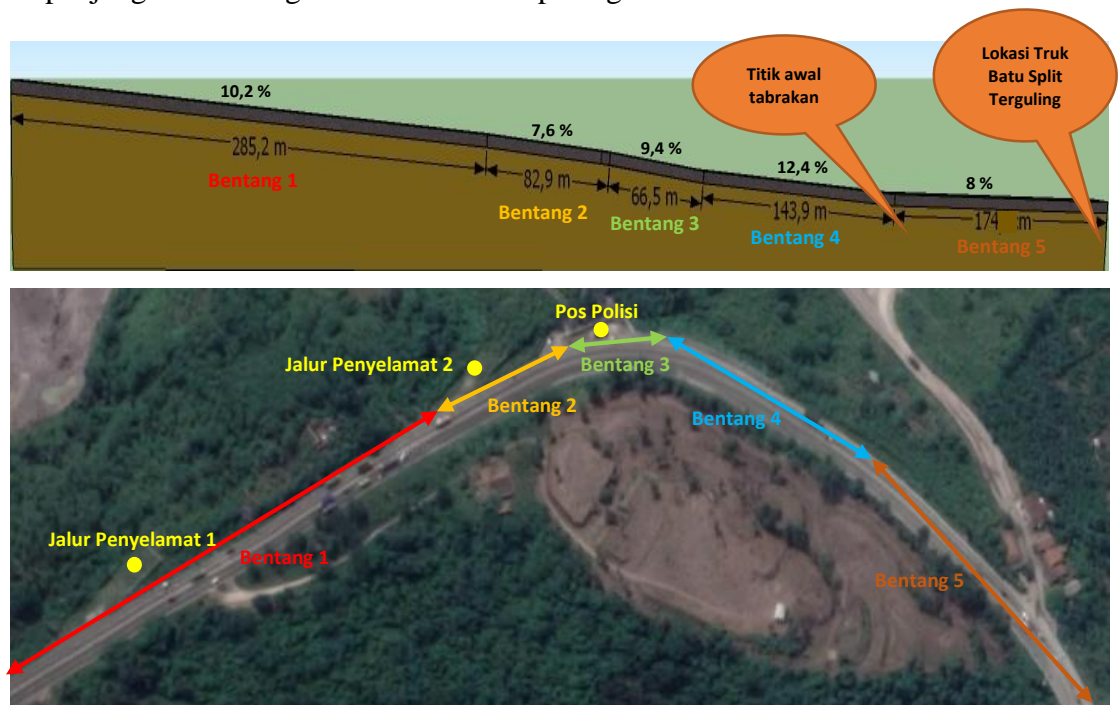 10,2 %
7,6 %
9,4 %
12,4 %
8 %
Titik awal
tabrakan
Lokasi Truk
Batu Split
Terguling
285,2 m
82,9 m
66,5 m
143,9 m
174 m
Bentang 1
Bentang 2
Bentang 3
Bentang 4
Bentang 5
Pos Polisi
Jalur Penyelamat 2
Bentang 3
Bentang 2
Bentang 4
Jalur Penyelamat 1
Bentang 1
Bentang 5